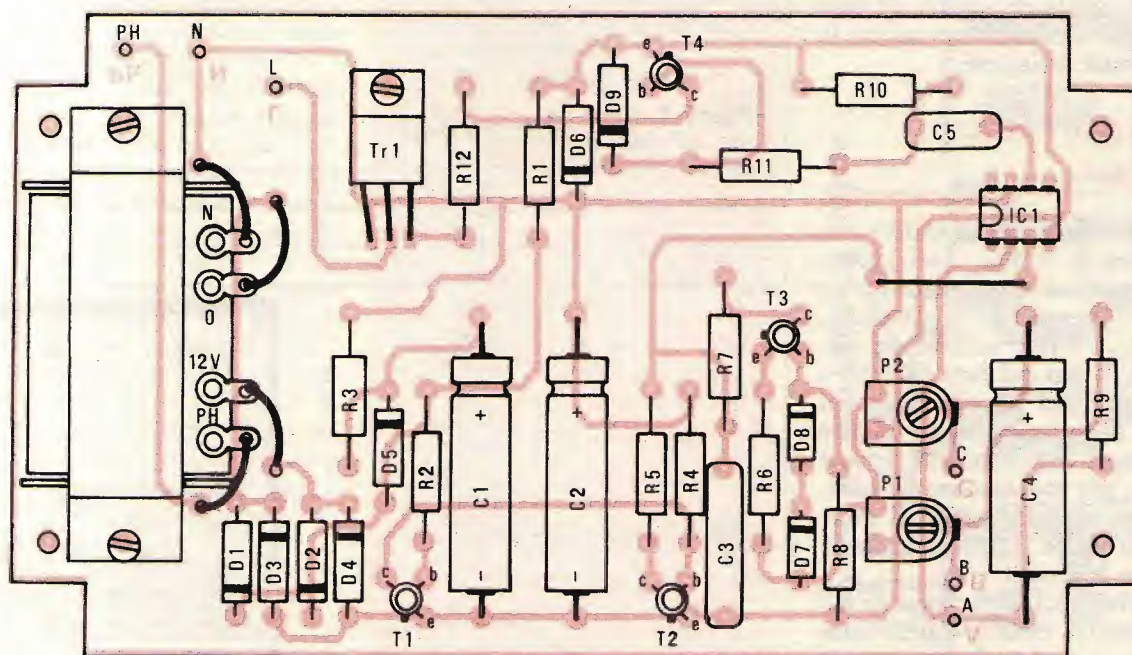 PH
N
L
Tr1
R12
R1
D6
D9
e
b
c
T4
R10
C5
R11
IC1
N
0
12V
PH
R3
D5
R2
C1
+
−
C2
+
−
R5
R4
R7
C3
T3
c
e
b
R6
D8
D7
R8
P2
P1
C
B
A
C4
+
−
R9
D1
D3
D2
D4
c
b
e
T1
c
b
e
T2